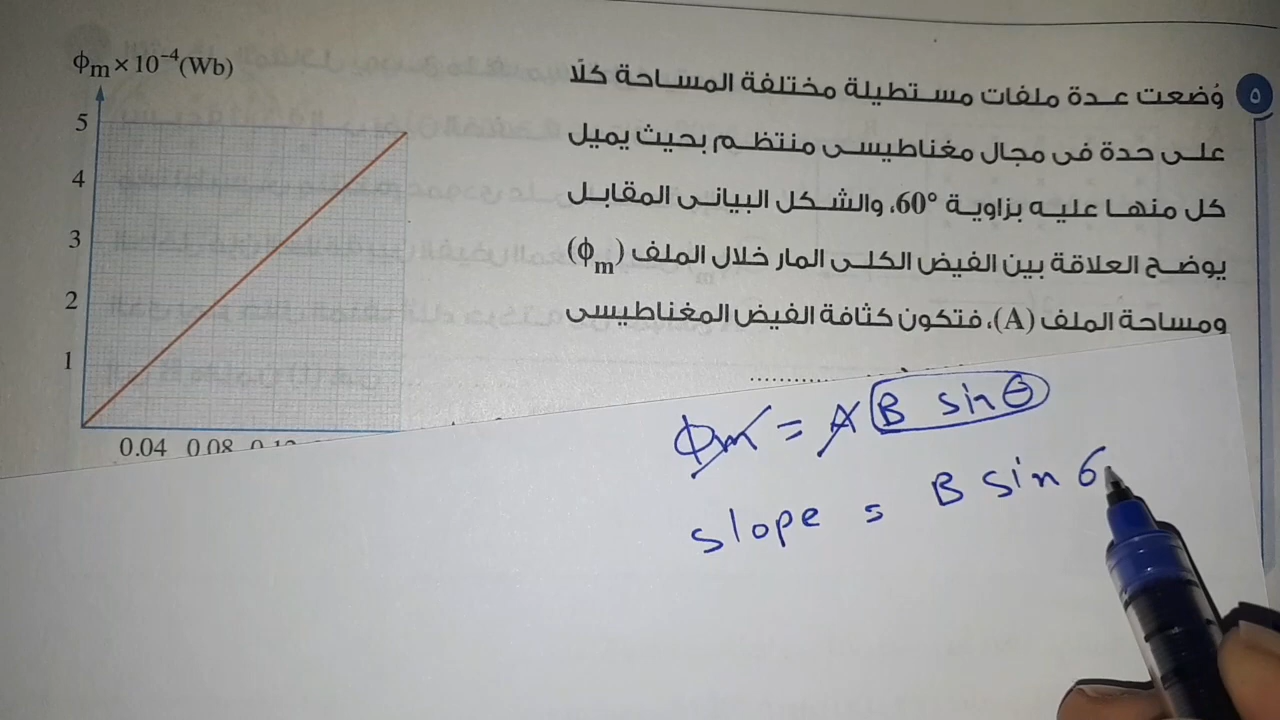 ٥
وُضعت عدة ملفات مستطيلة مختلفة المساحة كلًا
على حدة فى مجال مغناطيسى منتظم بحيث يميل
كل منها عليه بزاوية °60، والشكل البيانى المقابل
يوضح العلاقة بين الفيض الكلى المار خلال الملف (ϕm)
ومساحة الملف (A)، فتكون كثافة الفيض المغناطيسى
ϕm × 10⁻⁴ (Wb)
5
4
3
2
1
0.04 0.08
ϕm = A B sin θ
slope = B sin 6